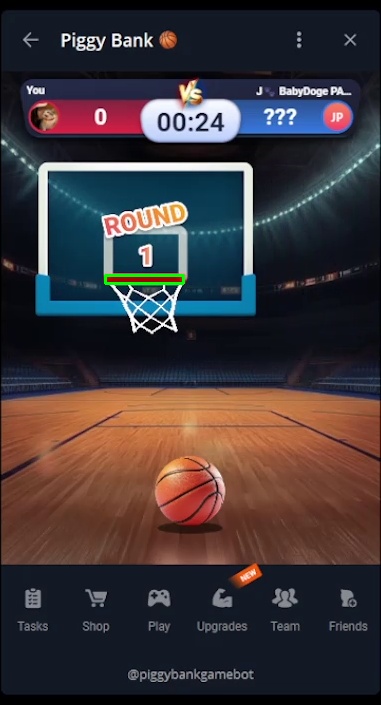 Piggy Bank 🏀
You
VS
J 🐾 BabyDoge PA...
0
00:24
???
JP
ROUND
1
NEW
Tasks
Shop
Play
Upgrades
Team
Friends
@piggybankgamebot